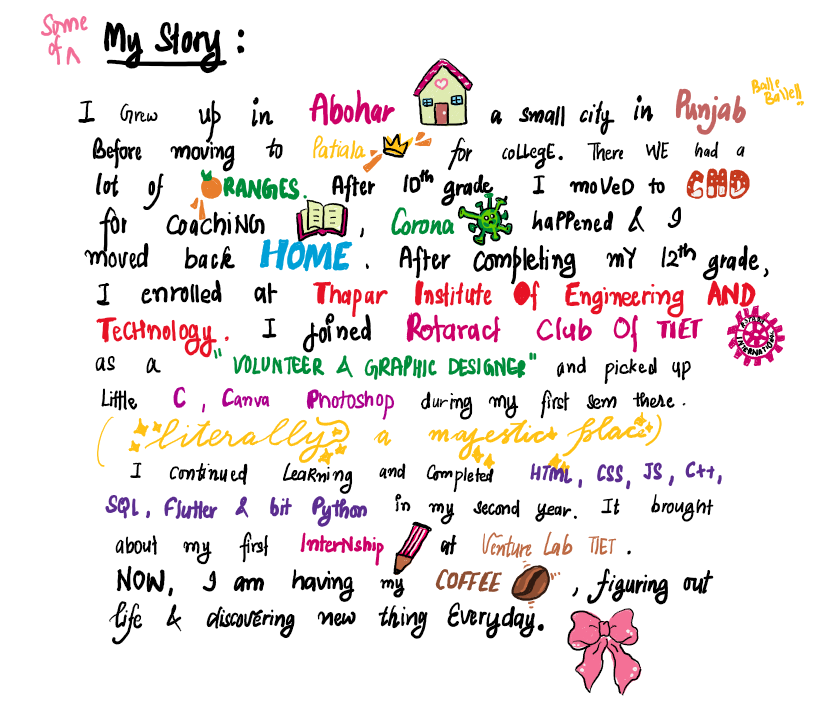 Some of ^ My Story :
I Grew up in Abohar a small city in Punjab Balle Balle!!
Before moving to Patiala for collEgE. There WE had a
lot of RANGES. After 10th grade I moVeD to CHD
for CoachiNG , Corona haPPened & I
moved back HOME . After Completing mY 12th grade,
I enrolled at Thapar Institute Of Engineering AND
TecHnology. I joined Rotaract Club Of TIET ROTARY INTERNATIONAL
as a "VOLUNTEER & GRAPHIC DESIGNER" and picked up
Little C , Canva Photoshop during my first sem there.
( literally a majestic place)
I continued LeaRning and Completed HTML, CSS, JS, C++,
SQL, Flutter & bit Python in my second year. It brought
about my first InterNship at Venture Lab TIET .
NOW, I am having my COFFEE , figuring out
life & discovering new thing Everyday.